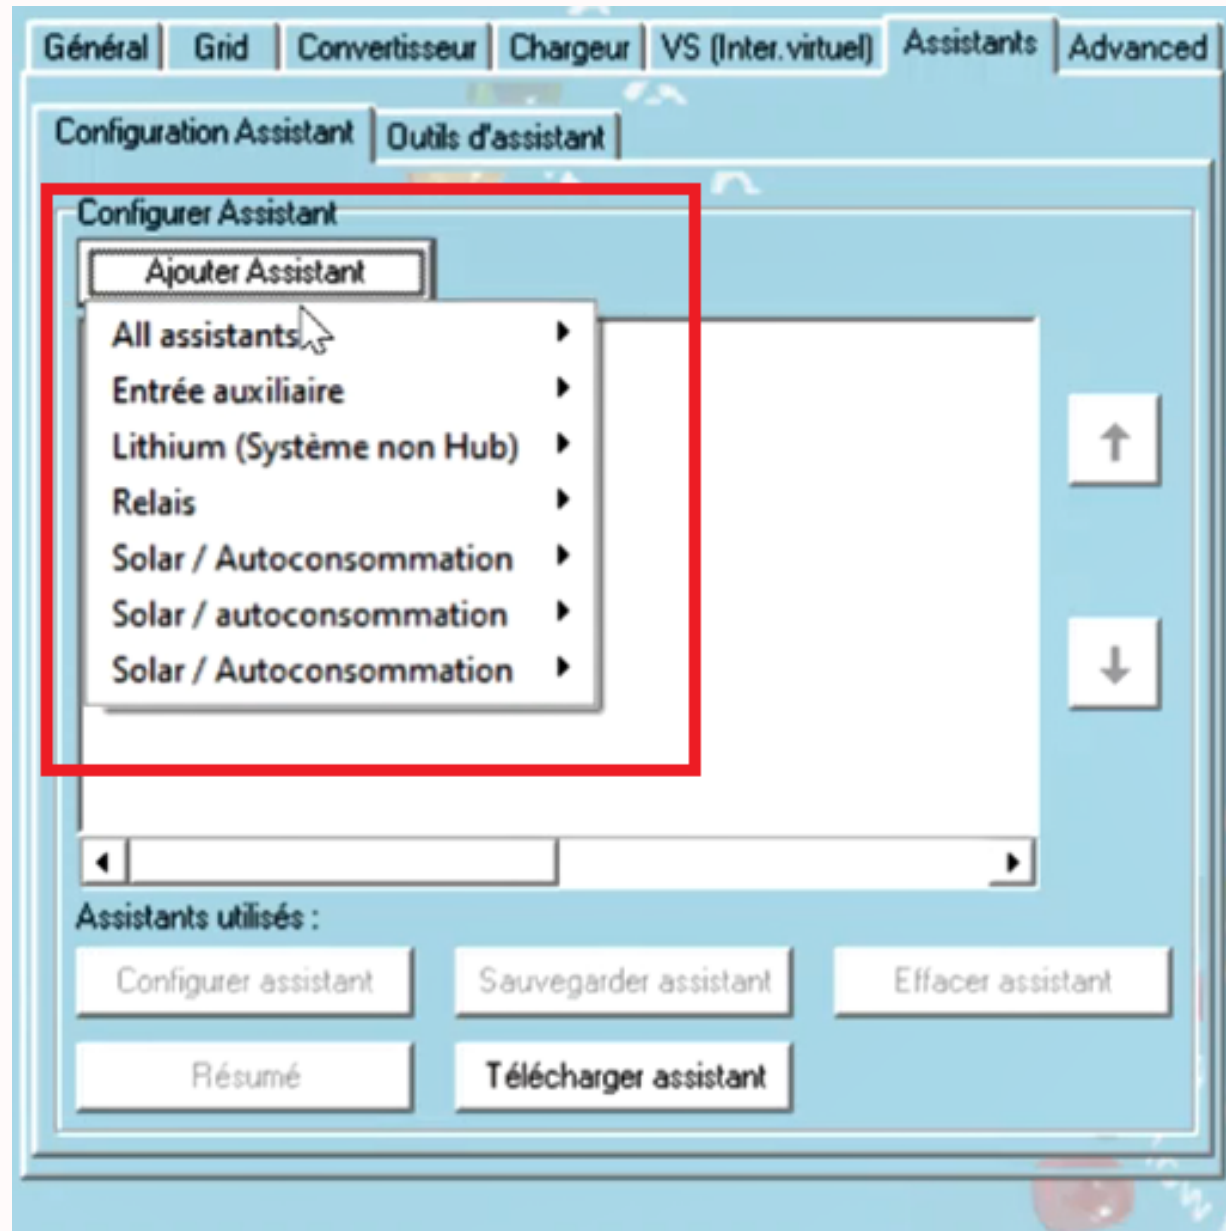 Général Grid Convertisseur Chargeur VS (Inter. virtuel) Assistants Advanced
Configuration Assistant Outils d'assistant
Configurer Assistant
Ajouter Assistant
All assistants
Entrée auxiliaire
Lithium (Système non Hub)
Relais
Solar / Autoconsommation
Solar / autoconsommation
Solar / Autoconsommation
Assistants utilisés :
Configurer assistant Sauvegarder assistant Effacer assistant
Résumé Télécharger assistant